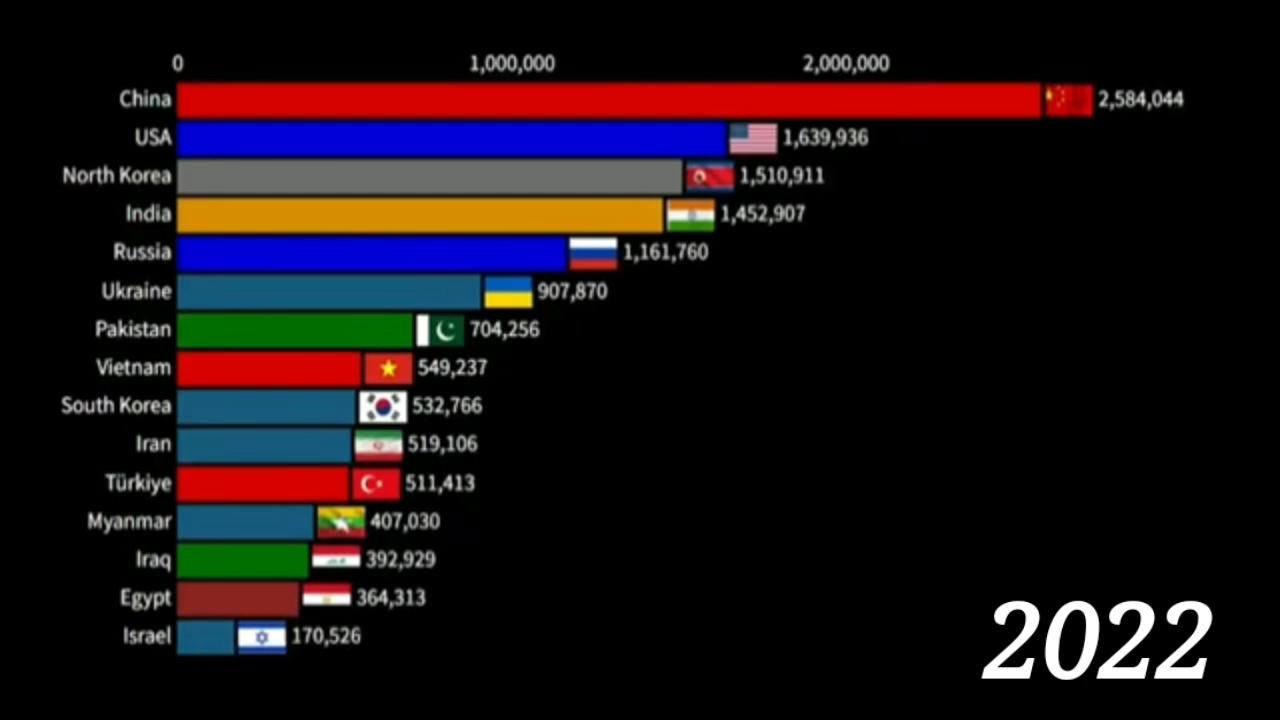 0 1,000,000 2,000,000
China 2,584,044
USA 1,639,936
North Korea 1,510,911
India 1,452,907
Russia 1,161,760
Ukraine 907,870
Pakistan 704,256
Vietnam 549,237
South Korea 532,766
Iran 519,106
Türkiye 511,413
Myanmar 407,030
Iraq 392,929
Egypt 364,313
Israel 170,526
2022